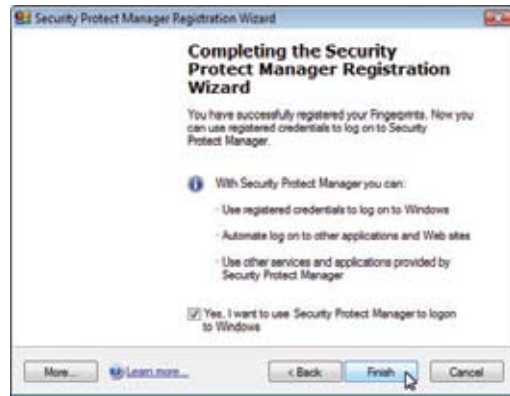 Security Protect Manager Registration Wizard
Completing the Security
Protect Manager Registration
Wizard
You have successfully registered your Fingerprints. Now you
can use registered credentials to log on to Security
Protect Manager.
With Security Protect Manager you can:
· Use registered credentials to log on to Windows
· Automate log on to other applications and Web sites
· Use other services and applications provided by
Security Protect Manager
Yes, I want to use Security Protect Manager to logon
to Windows
More...
Learn more...
< Back
Finish
Cancel